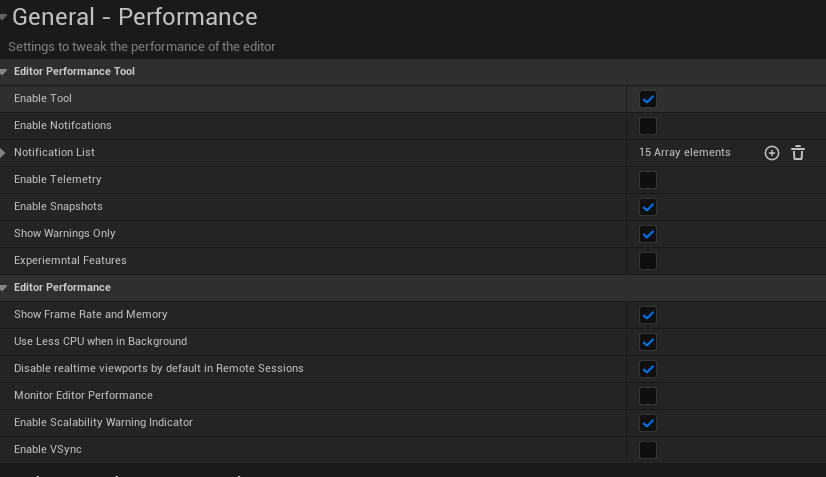 General - Performance
Settings to tweak the performance of the editor
Editor Performance Tool
Enable Tool
Enable Notifcations
Notification List 15 Array elements
Enable Telemetry
Enable Snapshots
Show Warnings Only
Experiemntal Features
Editor Performance
Show Frame Rate and Memory
Use Less CPU when in Background
Disable realtime viewports by default in Remote Sessions
Monitor Editor Performance
Enable Scalability Warning Indicator
Enable VSync